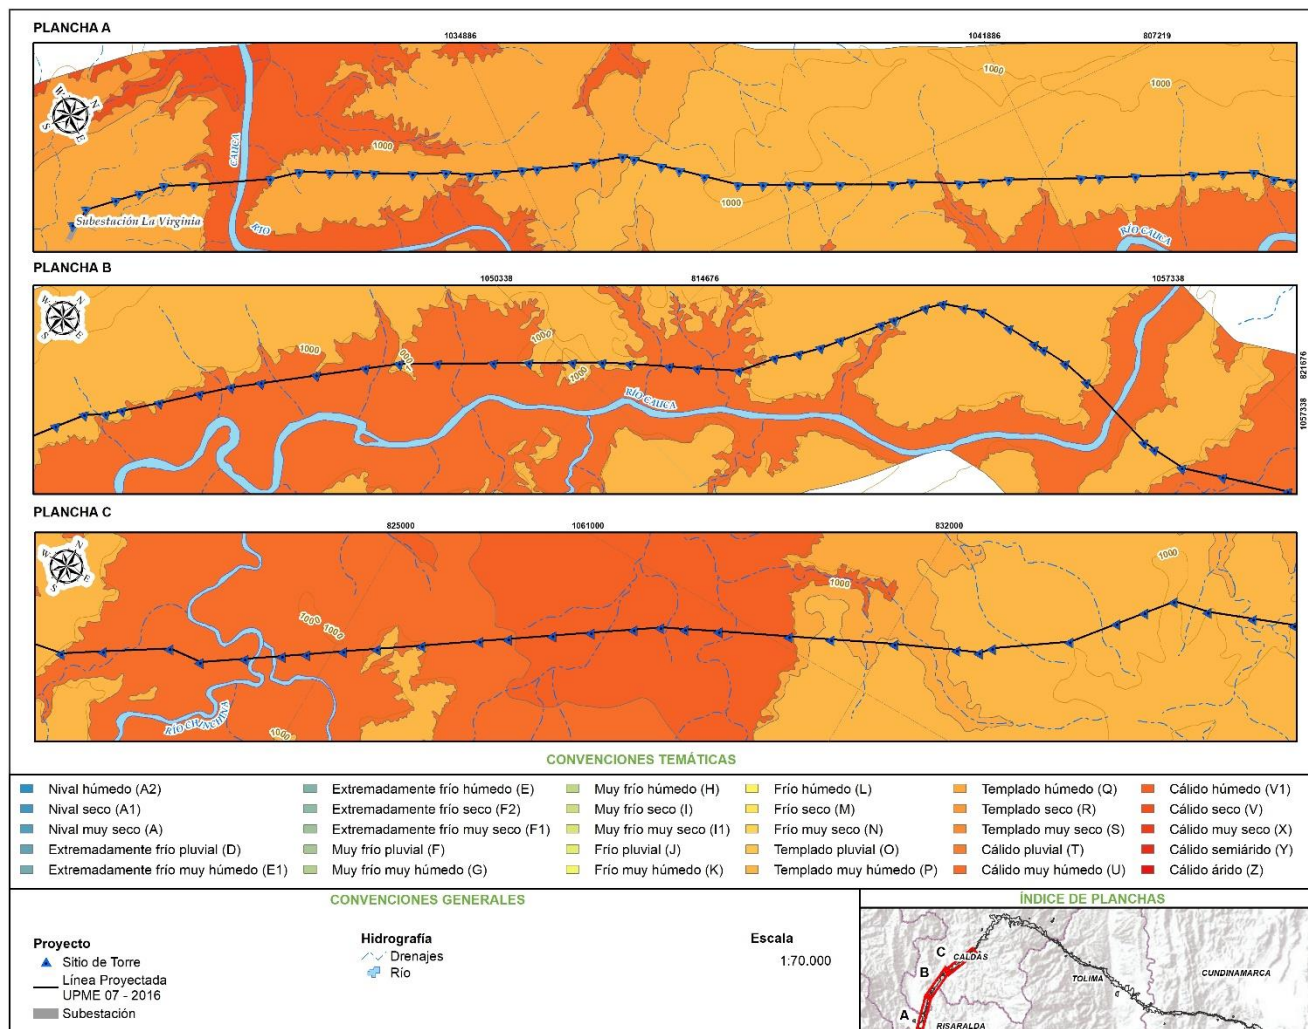 PLANCHA A
1034886
1041886
807219
1000
1000
W
N
S
E
CAUCA
1000
Subestación La Virginia
RÍO
1000
RÍO CAUCA
PLANCHA B
1050338
814676
1057338
W
N
S
E
1000
1000
1000
1000
RÍO CAUCA
821676
1057338
PLANCHA C
825000
1061000
832000
W
N
S
E
1000
1000
1000
1000
RÍO CHINCHINÁ
1000
CONVENCIONES TEMÁTICAS
Nival húmedo (A2)
Nival seco (A1)
Nival muy seco (A)
Extremadamente frío pluvial (D)
Extremadamente frío muy húmedo (E1)
Extremadamente frío húmedo (E)
Extremadamente frío seco (F2)
Extremadamente frío muy seco (F1)
Muy frío pluvial (F)
Muy frío muy húmedo (G)
Muy frío húmedo (H)
Muy frío seco (I)
Muy frío muy seco (I1)
Frío pluvial (J)
Frío muy húmedo (K)
Frío húmedo (L)
Frío seco (M)
Frío muy seco (N)
Templado pluvial (O)
Templado muy húmedo (P)
Templado húmedo (Q)
Templado seco (R)
Templado muy seco (S)
Cálido pluvial (T)
Cálido muy húmedo (U)
Cálido húmedo (V1)
Cálido seco (V)
Cálido muy seco (X)
Cálido semiárido (Y)
Cálido árido (Z)
CONVENCIONES GENERALES
Proyecto
Sitio de Torre
Línea Proyectada
UPME 07 - 2016
Subestación
Hidrografía
Drenajes
Río
Escala
1:70.000
ÍNDICE DE PLANCHAS
C
CALDAS
B
TOLIMA
CUNDINAMARCA
A
RISARALDA